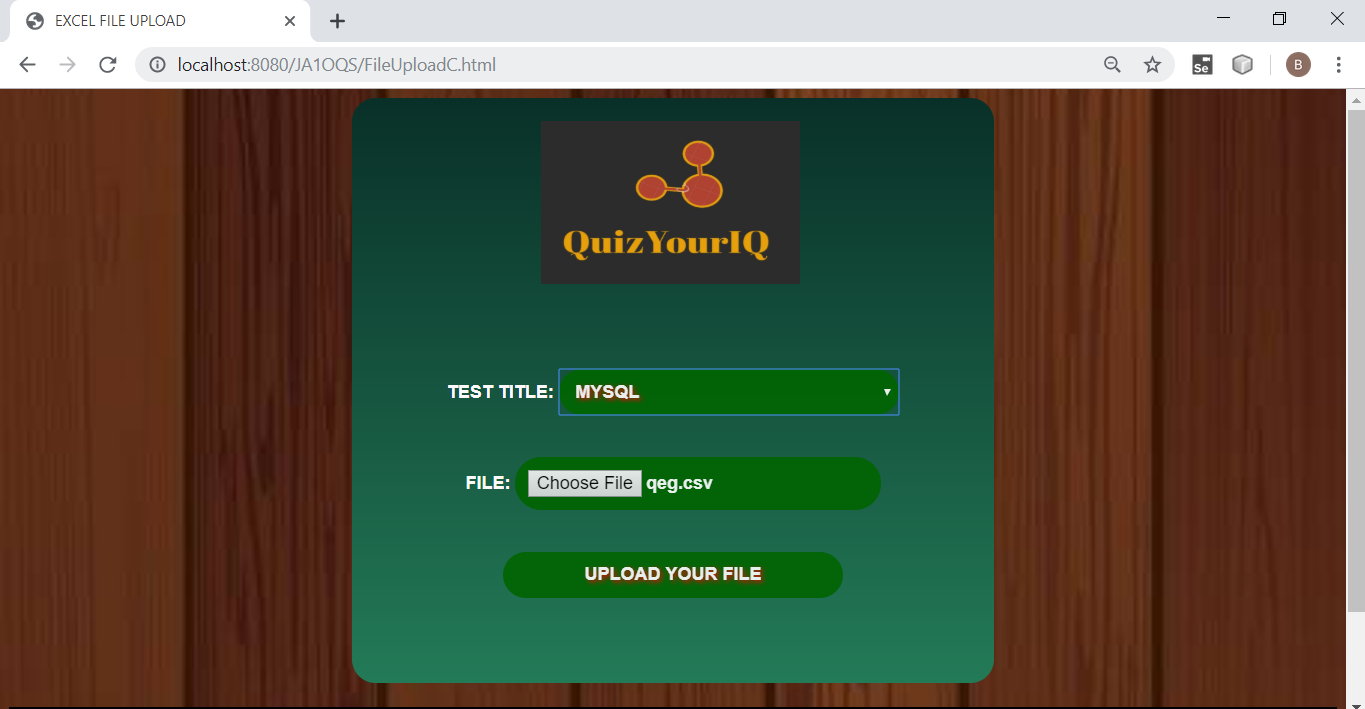 EXCEL FILE UPLOAD
localhost:8080/JA1OQS/FileUploadC.html
Se
B
QuizYourIQ
TEST TITLE: MYSQL
FILE: Choose File qeg.csv
UPLOAD YOUR FILE